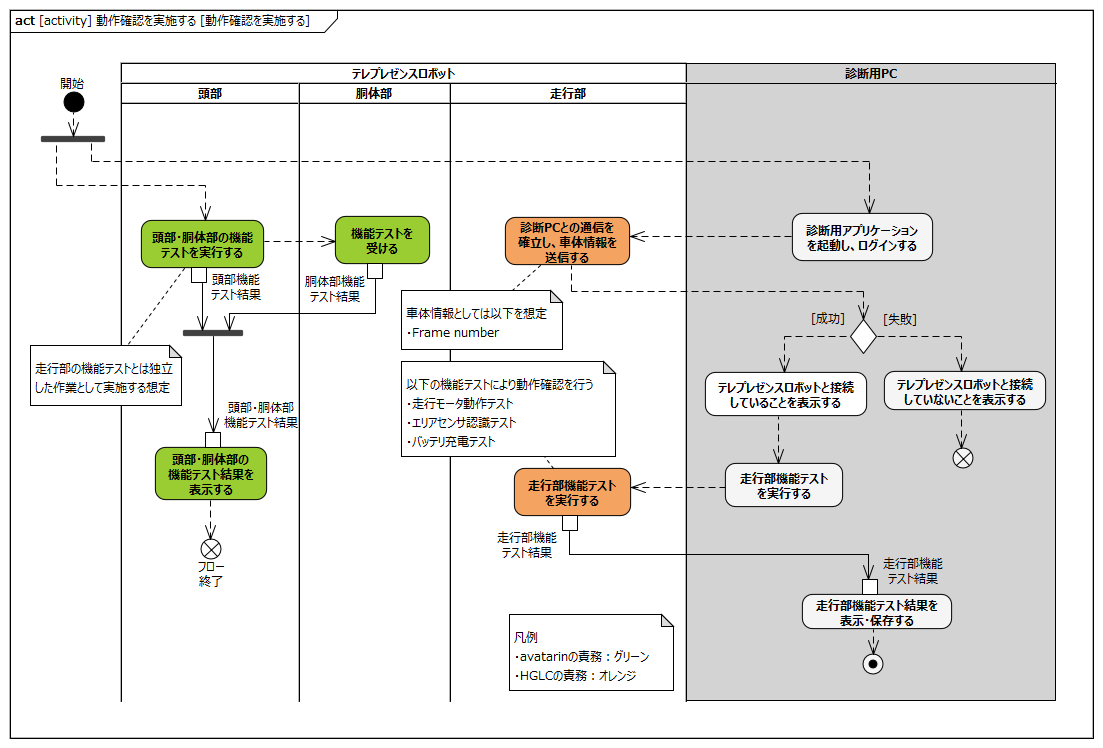 act [activity] 動作確認を実施する [動作確認を実施する]
テレプレゼンスロボット
診断用PC
頭部
胴体部
走行部
開始
頭部・胴体部の機能
テストを実行する
機能テストを
受ける
診断PCとの通信を
確立し、車体情報を
送信する
診断用アプリケーション
を起動し、ログインする
頭部機能
テスト結果
胴体部機能
テスト結果
車体情報としては以下を想定
・Frame number
[成功]
[失敗]
走行部の機能テストとは独立
した作業として実施する想定
以下の機能テストにより動作確認を行う
・走行モータ動作テスト
・エリアセンサ認識テスト
・バッテリ充電テスト
テレプレゼンスロボットと接続
していることを表示する
テレプレゼンスロボットと接続
していないことを表示する
頭部・胴体部
機能テスト結果
頭部・胴体部の
機能テスト結果を
表示する
走行部機能テスト
を実行する
走行部機能テスト
を実行する
フロー
終了
走行部機能
テスト結果
走行部機能
テスト結果
走行部機能テスト結果を
表示・保存する
凡例
・avatarinの責務：グリーン
・HGLCの責務：オレンジ